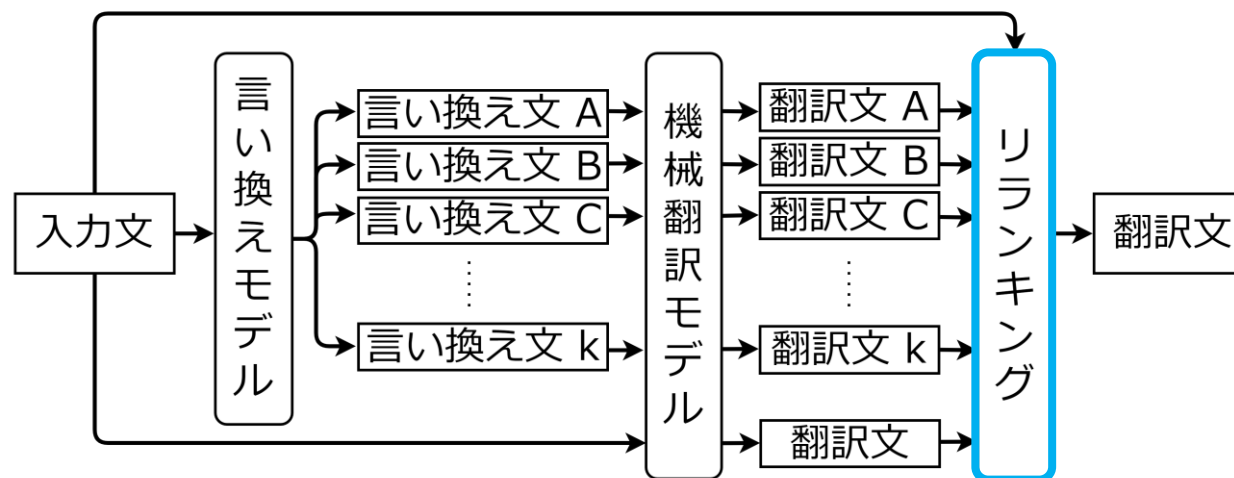 入力文
言い換えモデル
言い換え文 A
言い換え文 B
言い換え文 C
言い換え文 k
機械翻訳モデル
翻訳文 A
翻訳文 B
翻訳文 C
翻訳文 k
翻訳文
リランキング
翻訳文